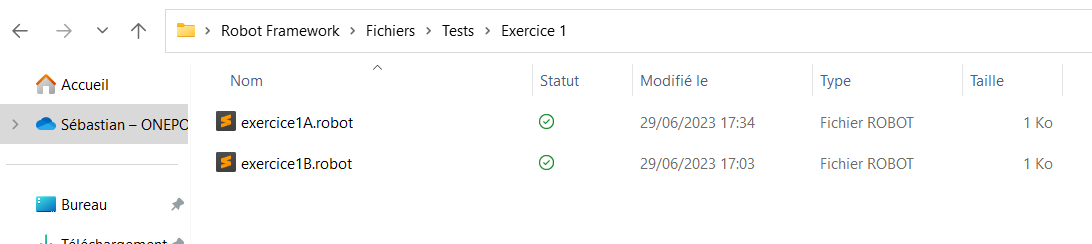 Robot Framework > Fichiers > Tests > Exercice 1
Accueil
Sébastian – ONEPO
Bureau
Téléchargement
Nom Statut Modifié le Type Taille
exercice1A.robot 29/06/2023 17:34 Fichier ROBOT 1 Ko
exercice1B.robot 29/06/2023 17:03 Fichier ROBOT 1 Ko